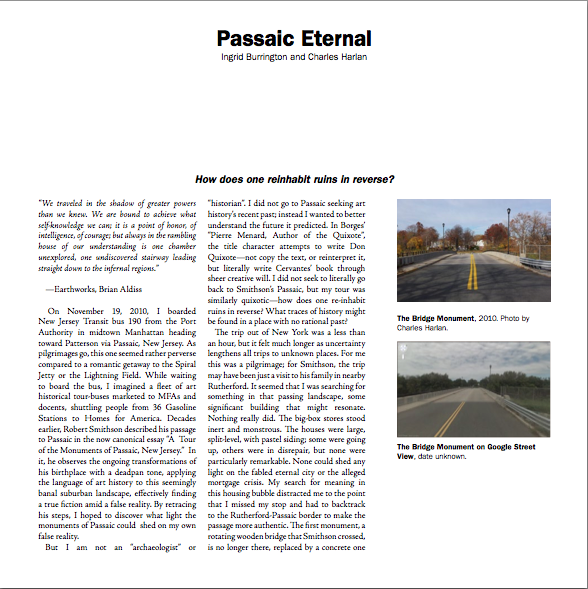 Passaic Eternal
Ingrid Burrington and Charles Harlan
How does one reinhabit ruins in reverse?
"We traveled in the shadow of greater powers
than we knew. We are bound to achieve what
self-knowledge we can; it is a point of honor, of
intelligence, of courage; but always in the rambling
house of our understanding is one chamber
unexplored, one undiscovered stairway leading
straight down to the infernal regions."
—Earthworks, Brian Aldiss
On November 19, 2010, I boarded
New Jersey Transit bus 190 from the Port
Authority in midtown Manhattan heading
toward Patterson via Passaic, New Jersey. As
pilgrimages go, this one seemed rather perverse
compared to a romantic getaway to the Spiral
Jetty or the Lightning Field. While waiting
to board the bus, I imagined a fleet of art
historical tour-buses marketed to MFAs and
docents, shuttling people from 36 Gasoline
Stations to Homes for America. Decades
earlier, Robert Smithson described his passage
to Passaic in the now canonical essay "A Tour
of the Monuments of Passaic, New Jersey." In
it, he observes the ongoing transformations of
his birthplace with a deadpan tone, applying
the language of art history to this seemingly
banal suburban landscape, effectively finding
a true fiction amid a false reality. By retracing
his steps, I hoped to discover what light the
monuments of Passaic could shed on my own
false reality.
But I am not an "archaeologist" or
"historian". I did not go to Passaic seeking art
history's recent past; instead I wanted to better
understand the future it predicted. In Borges'
"Pierre Menard, Author of the Quixote",
the title character attempts to write Don
Quixote—not copy the text, or reinterpret it,
but literally write Cervantes' book through
sheer creative will. I did not seek to literally go
back to Smithson's Passaic, but my tour was
similarly quixotic—how does one re-inhabit
ruins in reverse? What traces of history might
be found in a place with no rational past?
The trip out of New York was less than
an hour, but it felt much longer as uncertainty
lengthens all trips to unknown places. For me
this was a pilgrimage; for Smithson, the trip
may have been just a visit to his family in nearby
Rutherford. It seemed that I was searching for
something in that passing landscape, some
significant building that might resonate.
Nothing really did. The big-box stores stood
inert and monstrous. The houses were large,
split-level, with pastel siding; some were going
up, others in disrepair, but none were
particularly remarkable. None could shed any
light on the fabled eternal city or the alleged
mortgage crisis. My search for meaning in
this housing bubble distracted me to the point
that I missed my stop and had to backtrack
to the Rutherford-Passaic border to make the
passage more authentic. The first monument, a
rotating wooden bridge that Smithson crossed,
is no longer there, replaced by a concrete one
The Bridge Monument, 2010. Photo by
Charles Harlan.
The Bridge Monument on Google Street
View, date unknown.